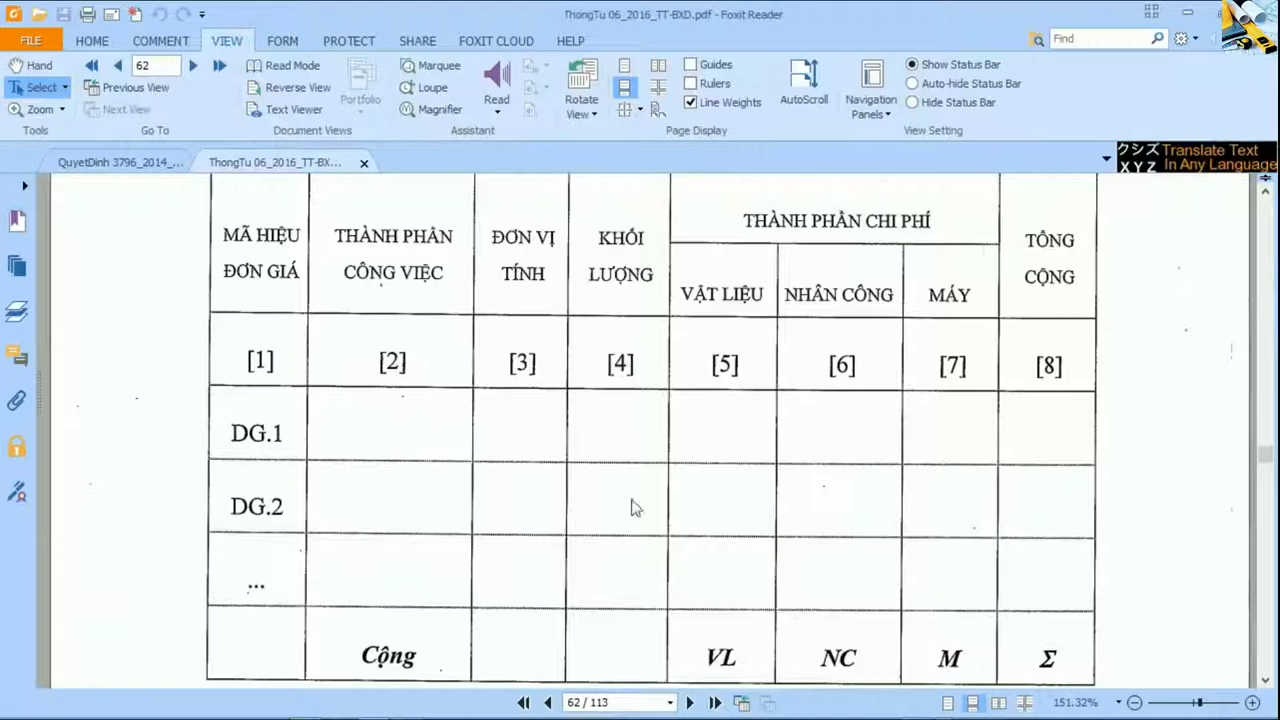 ThongTu 06_2016_TT-BXD.pdf - Foxit Reader
FILE HOME COMMENT VIEW FORM PROTECT SHARE FOXIT CLOUD HELP
Find
Hand
Select
Zoom
62
Previous View
Next View
Tools
Go To
Read Mode
Reverse View
Text Viewer
Portfolio
Document Views
Marquee
Loupe
Magnifier
Read
Assistant
Rotate View
Page Display
Guides
Rulers
Line Weights
AutoScroll
Navigation Panels
Show Status Bar
Auto-hide Status Bar
Hide Status Bar
View Setting
QuyetDinh 3796_2014_...
ThongTu 06_2016_TT-BX...
クシズ Translate Text
XYZ In Any Language
MÃ HIỆU ĐƠN GIÁ
THÀNH PHẦN CÔNG VIỆC
ĐƠN VỊ TÍNH
KHỐI LƯỢNG
THÀNH PHẦN CHI PHÍ
VẬT LIỆU NHÂN CÔNG MÁY
TỔNG CỘNG
[1] [2] [3] [4] [5] [6] [7] [8]
DG.1
DG.2
...
Cộng VL NC M Σ
62 / 113
151.32%